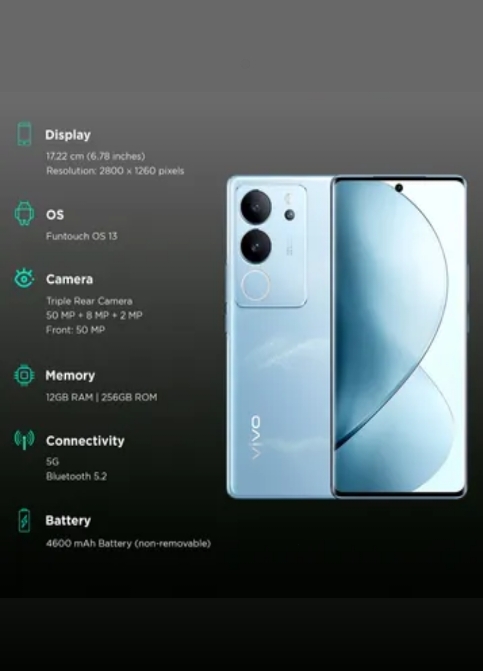 Display
17.22 cm (6.78 inches)
Resolution: 2800 x 1260 pixels
OS
Funtouch OS 13
Camera
Triple Rear Camera
50 MP + 8 MP + 2 MP
Front: 50 MP
Memory
12GB RAM | 256GB ROM
Connectivity
5G
Bluetooth 5.2
Battery
4600 mAh Battery (non-removable)
vivo